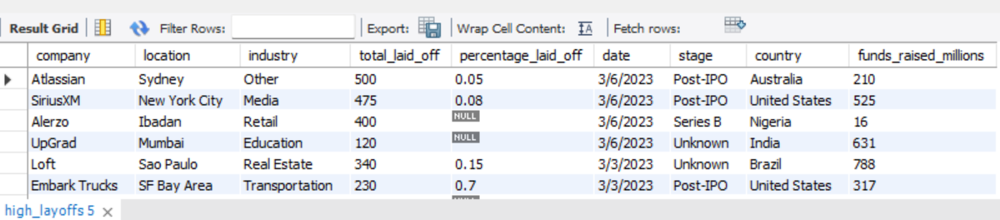 Result Grid Filter Rows: Export: Wrap Cell Content: IA Fetch rows:
company location industry total_laid_off percentage_laid_off date stage country funds_raised_millions
Atlassian Sydney Other 500 0.05 3/6/2023 Post-IPO Australia 210
SiriusXM New York City Media 475 0.08 3/6/2023 Post-IPO United States 525
Alerzo Ibadan Retail 400 NULL 3/6/2023 Series B Nigeria 16
UpGrad Mumbai Education 120 NULL 3/6/2023 Unknown India 631
Loft Sao Paulo Real Estate 340 0.15 3/3/2023 Unknown Brazil 788
Embark Trucks SF Bay Area Transportation 230 0.7 3/3/2023 Post-IPO United States 317
high_layoffs 5